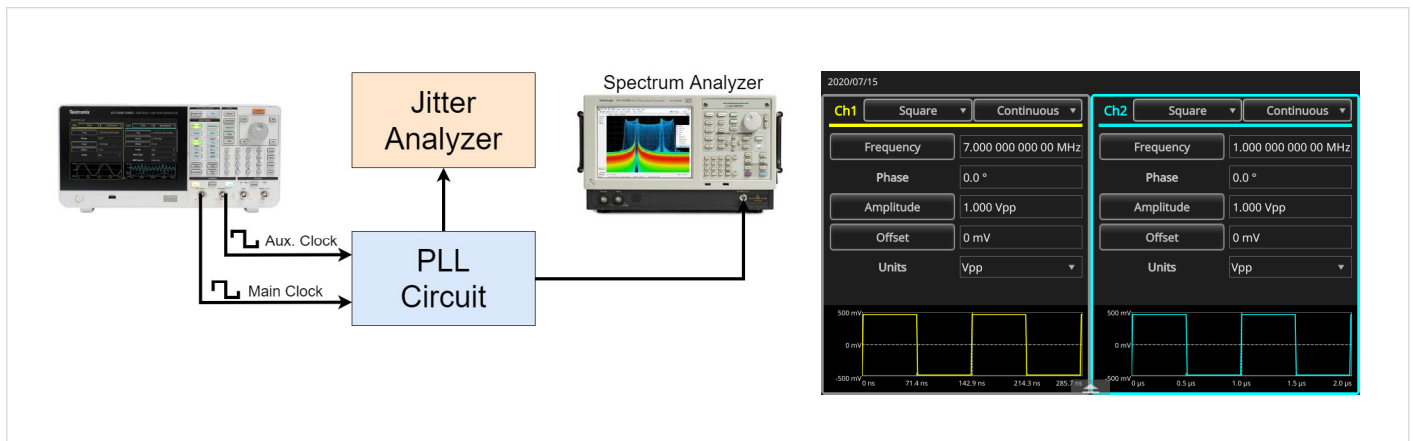 Tektronix
Jitter
Analyzer
Spectrum Analyzer
Aux. Clock
Main Clock
PLL
Circuit
2020/07/15
Ch1 Square Continuous
Frequency 7.000 000 000 00 MHz
Phase 0.0 °
Amplitude 1.000 Vpp
Offset 0 mV
Units Vpp
500 mV
0 mV
-500 mV
0 ns 71.4 ns 142.9 ns 214.3 ns 285.7 ns
Ch2 Square Continuous
Frequency 1.000 000 000 00 MHz
Phase 0.0 °
Amplitude 1.000 Vpp
Offset 0 mV
Units Vpp
500 mV
0 mV
-500 mV
0 µs 0.5 µs 1.0 µs 1.5 µs 2.0 µs